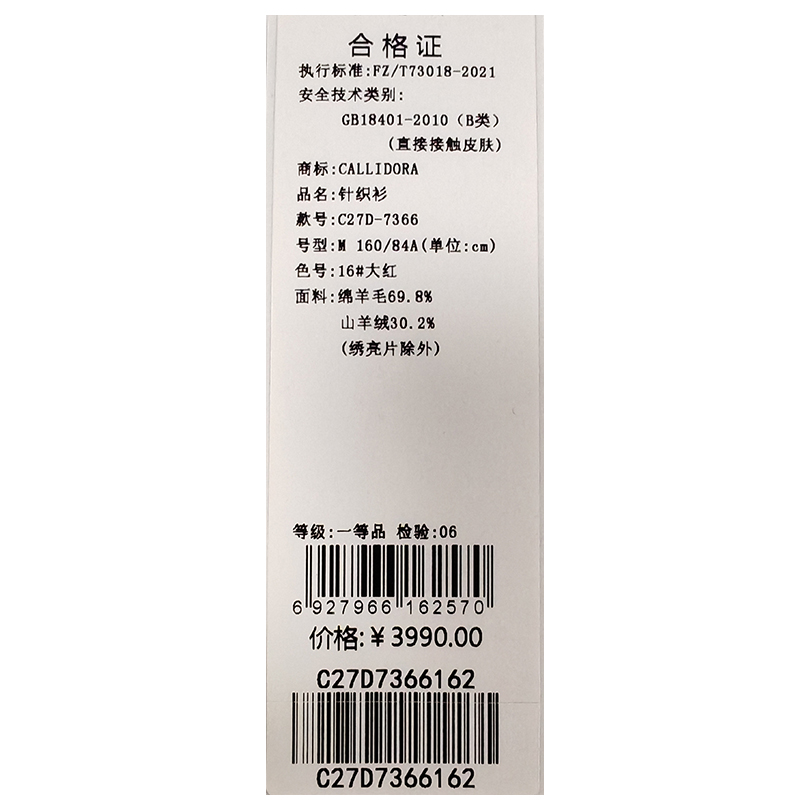 合格证
执行标准:FZ/T73018-2021
安全技术类别:
GB18401-2010（B类）
(直接接触皮肤)
商标:CALLIDORA
品名:针织衫
款号:C27D-7366
号型:M 160/84A(单位:cm)
色号:16#大红
面料:绵羊毛69.8%
山羊绒30.2%
(绣亮片除外)
等级:一等品 检验:06
6 927966 162570
价格:￥3990.00
C27D7366162
C27D7366162